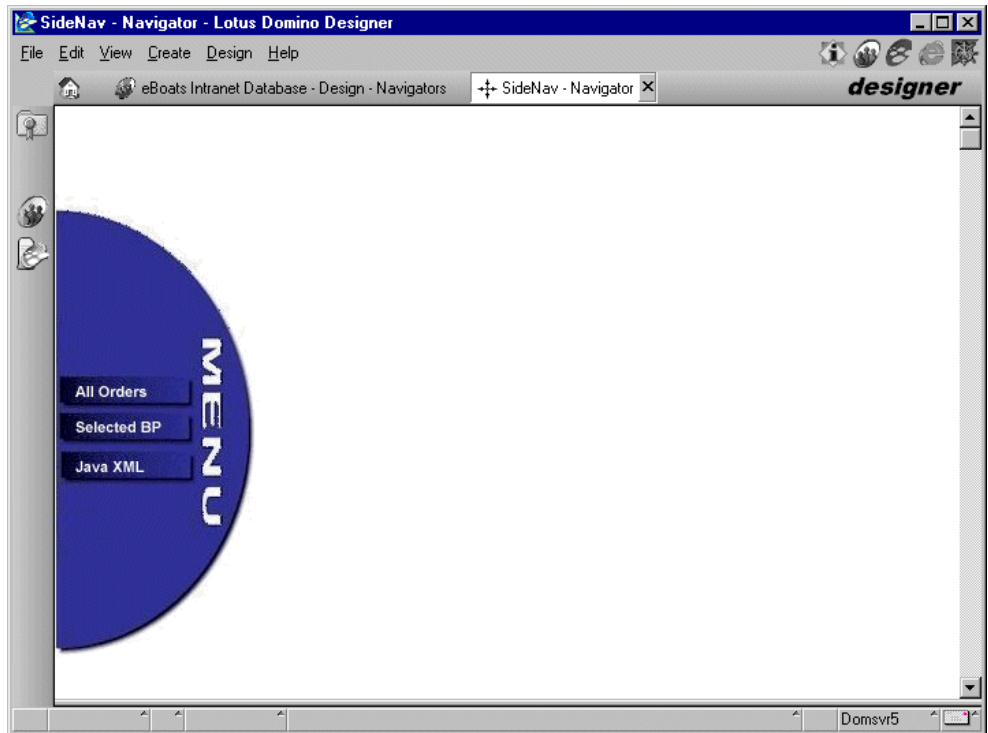 SideNav - Navigator - Lotus Domino Designer
File Edit View Create Design Help
eBoats Intranet Database - Design - Navigators
SideNav - Navigator
designer
MENU
All Orders
Selected BP
Java XML
Domsvr5